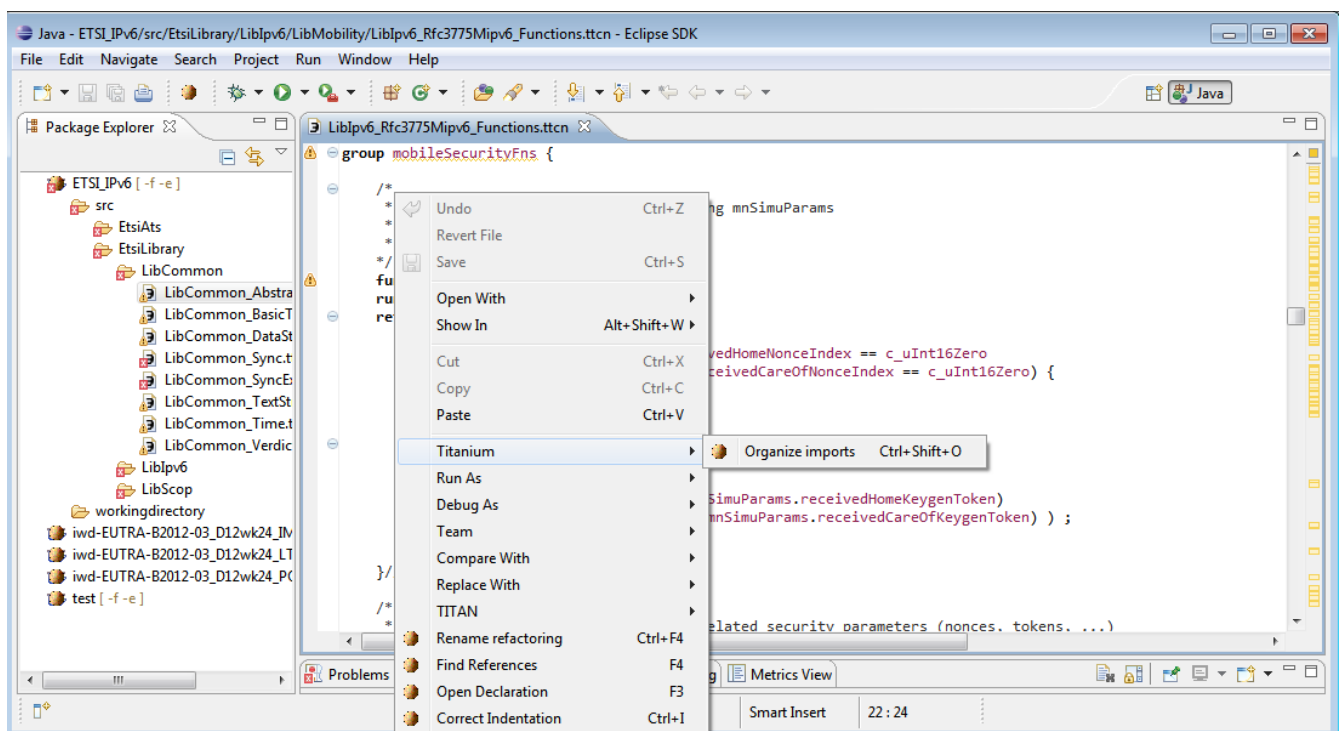 Java - ETSI_IPv6/src/EtsiLibrary/LibIpv6/LibMobility/LibIpv6_Rfc3775Mipv6_Functions.ttcn - Eclipse SDK
File Edit Navigate Search Project Run Window Help
Java
Package Explorer
LibIpv6_Rfc3775Mipv6_Functions.ttcn
ETSI_IPv6 [ -f -e ]
src
EtsiAts
EtsiLibrary
LibCommon
LibCommon_Abstra
LibCommon_BasicT
LibCommon_DataSt
LibCommon_Sync.t
LibCommon_SyncE
LibCommon_TextSt
LibCommon_Time.t
LibCommon_Verdic
LibIpv6
LibScop
workingdirectory
iwd-EUTRA-B2012-03_D12wk24_IM
iwd-EUTRA-B2012-03_D12wk24_LT
iwd-EUTRA-B2012-03_D12wk24_PC
test [ -f -e ]
group mobileSecurityFns {
/*
* ng mnSimuParams
*
*
*/
fu
ru
re
vedHomeNonceIndex == c_uInt16Zero
ceivedCareOfNonceIndex == c_uInt16Zero) {
SimuParams.receivedHomeKeygenToken)
mnSimuParams.receivedCareOfKeygenToken) ) ;
}/
/*
* elated security parameters (nonces, tokens, ...)
Undo Ctrl+Z
Revert File
Save Ctrl+S
Open With
Show In Alt+Shift+W
Cut Ctrl+X
Copy Ctrl+C
Paste Ctrl+V
Titanium
Organize imports Ctrl+Shift+O
Run As
Debug As
Team
Compare With
Replace With
TITAN
Rename refactoring Ctrl+F4
Find References F4
Open Declaration F3
Correct Indentation Ctrl+I
Problems
g
Metrics View
Smart Insert
22 : 24